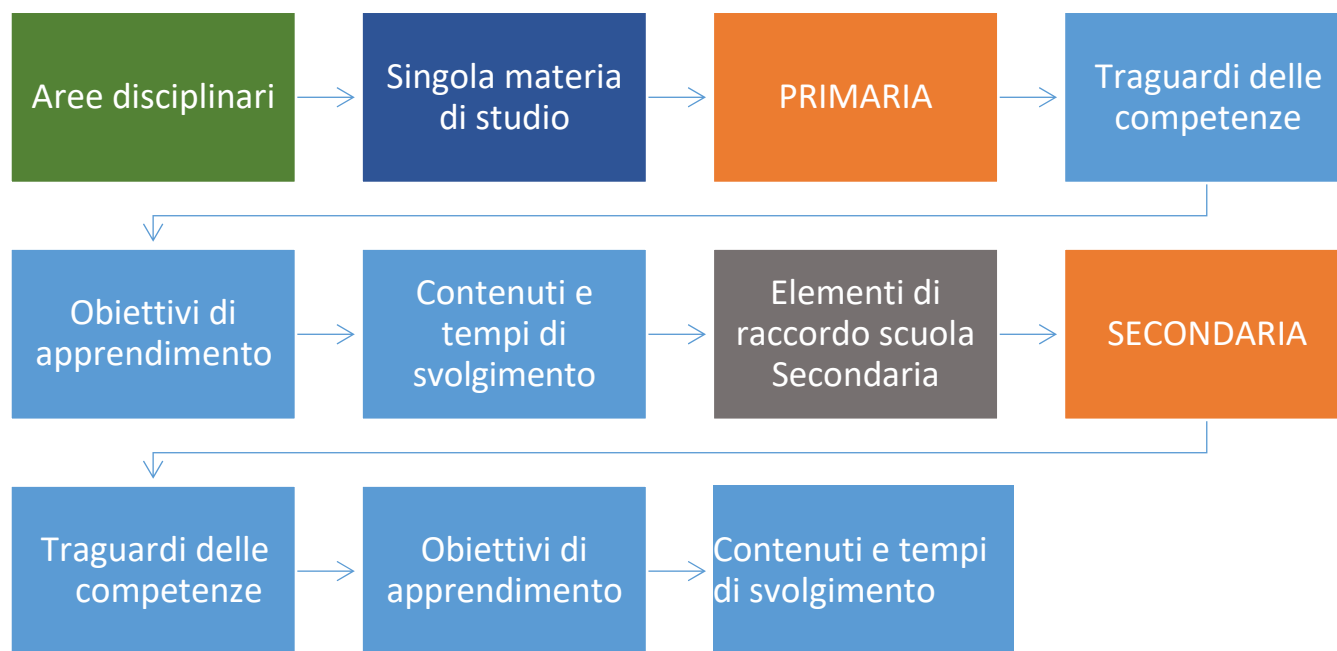 Aree disciplinari
Singola materia
di studio
PRIMARIA
Traguardi delle
competenze
Obiettivi di
apprendimento
Contenuti e
tempi di
svolgimento
Elementi di
raccordo scuola
Secondaria
SECONDARIA
Traguardi delle
competenze
Obiettivi di
apprendimento
Contenuti e tempi
di svolgimento